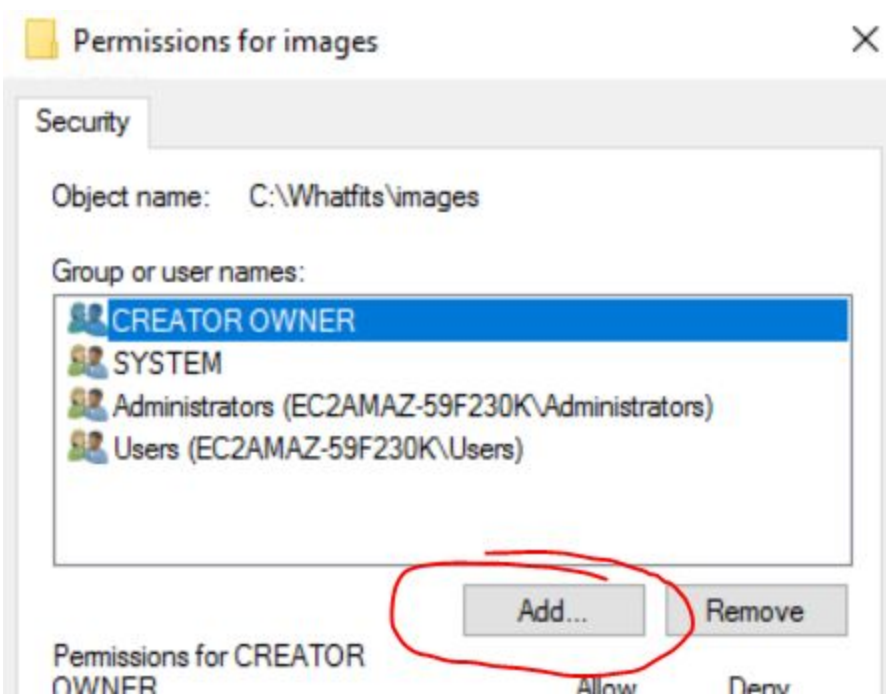 Permissions for images
Security
Object name: C:\Whatfits\images
Group or user names:
CREATOR OWNER
SYSTEM
Administrators (EC2AMAZ-59F230K\Administrators)
Users (EC2AMAZ-59F230K\Users)
Add... Remove
Permissions for CREATOR
OWNER Allow Deny